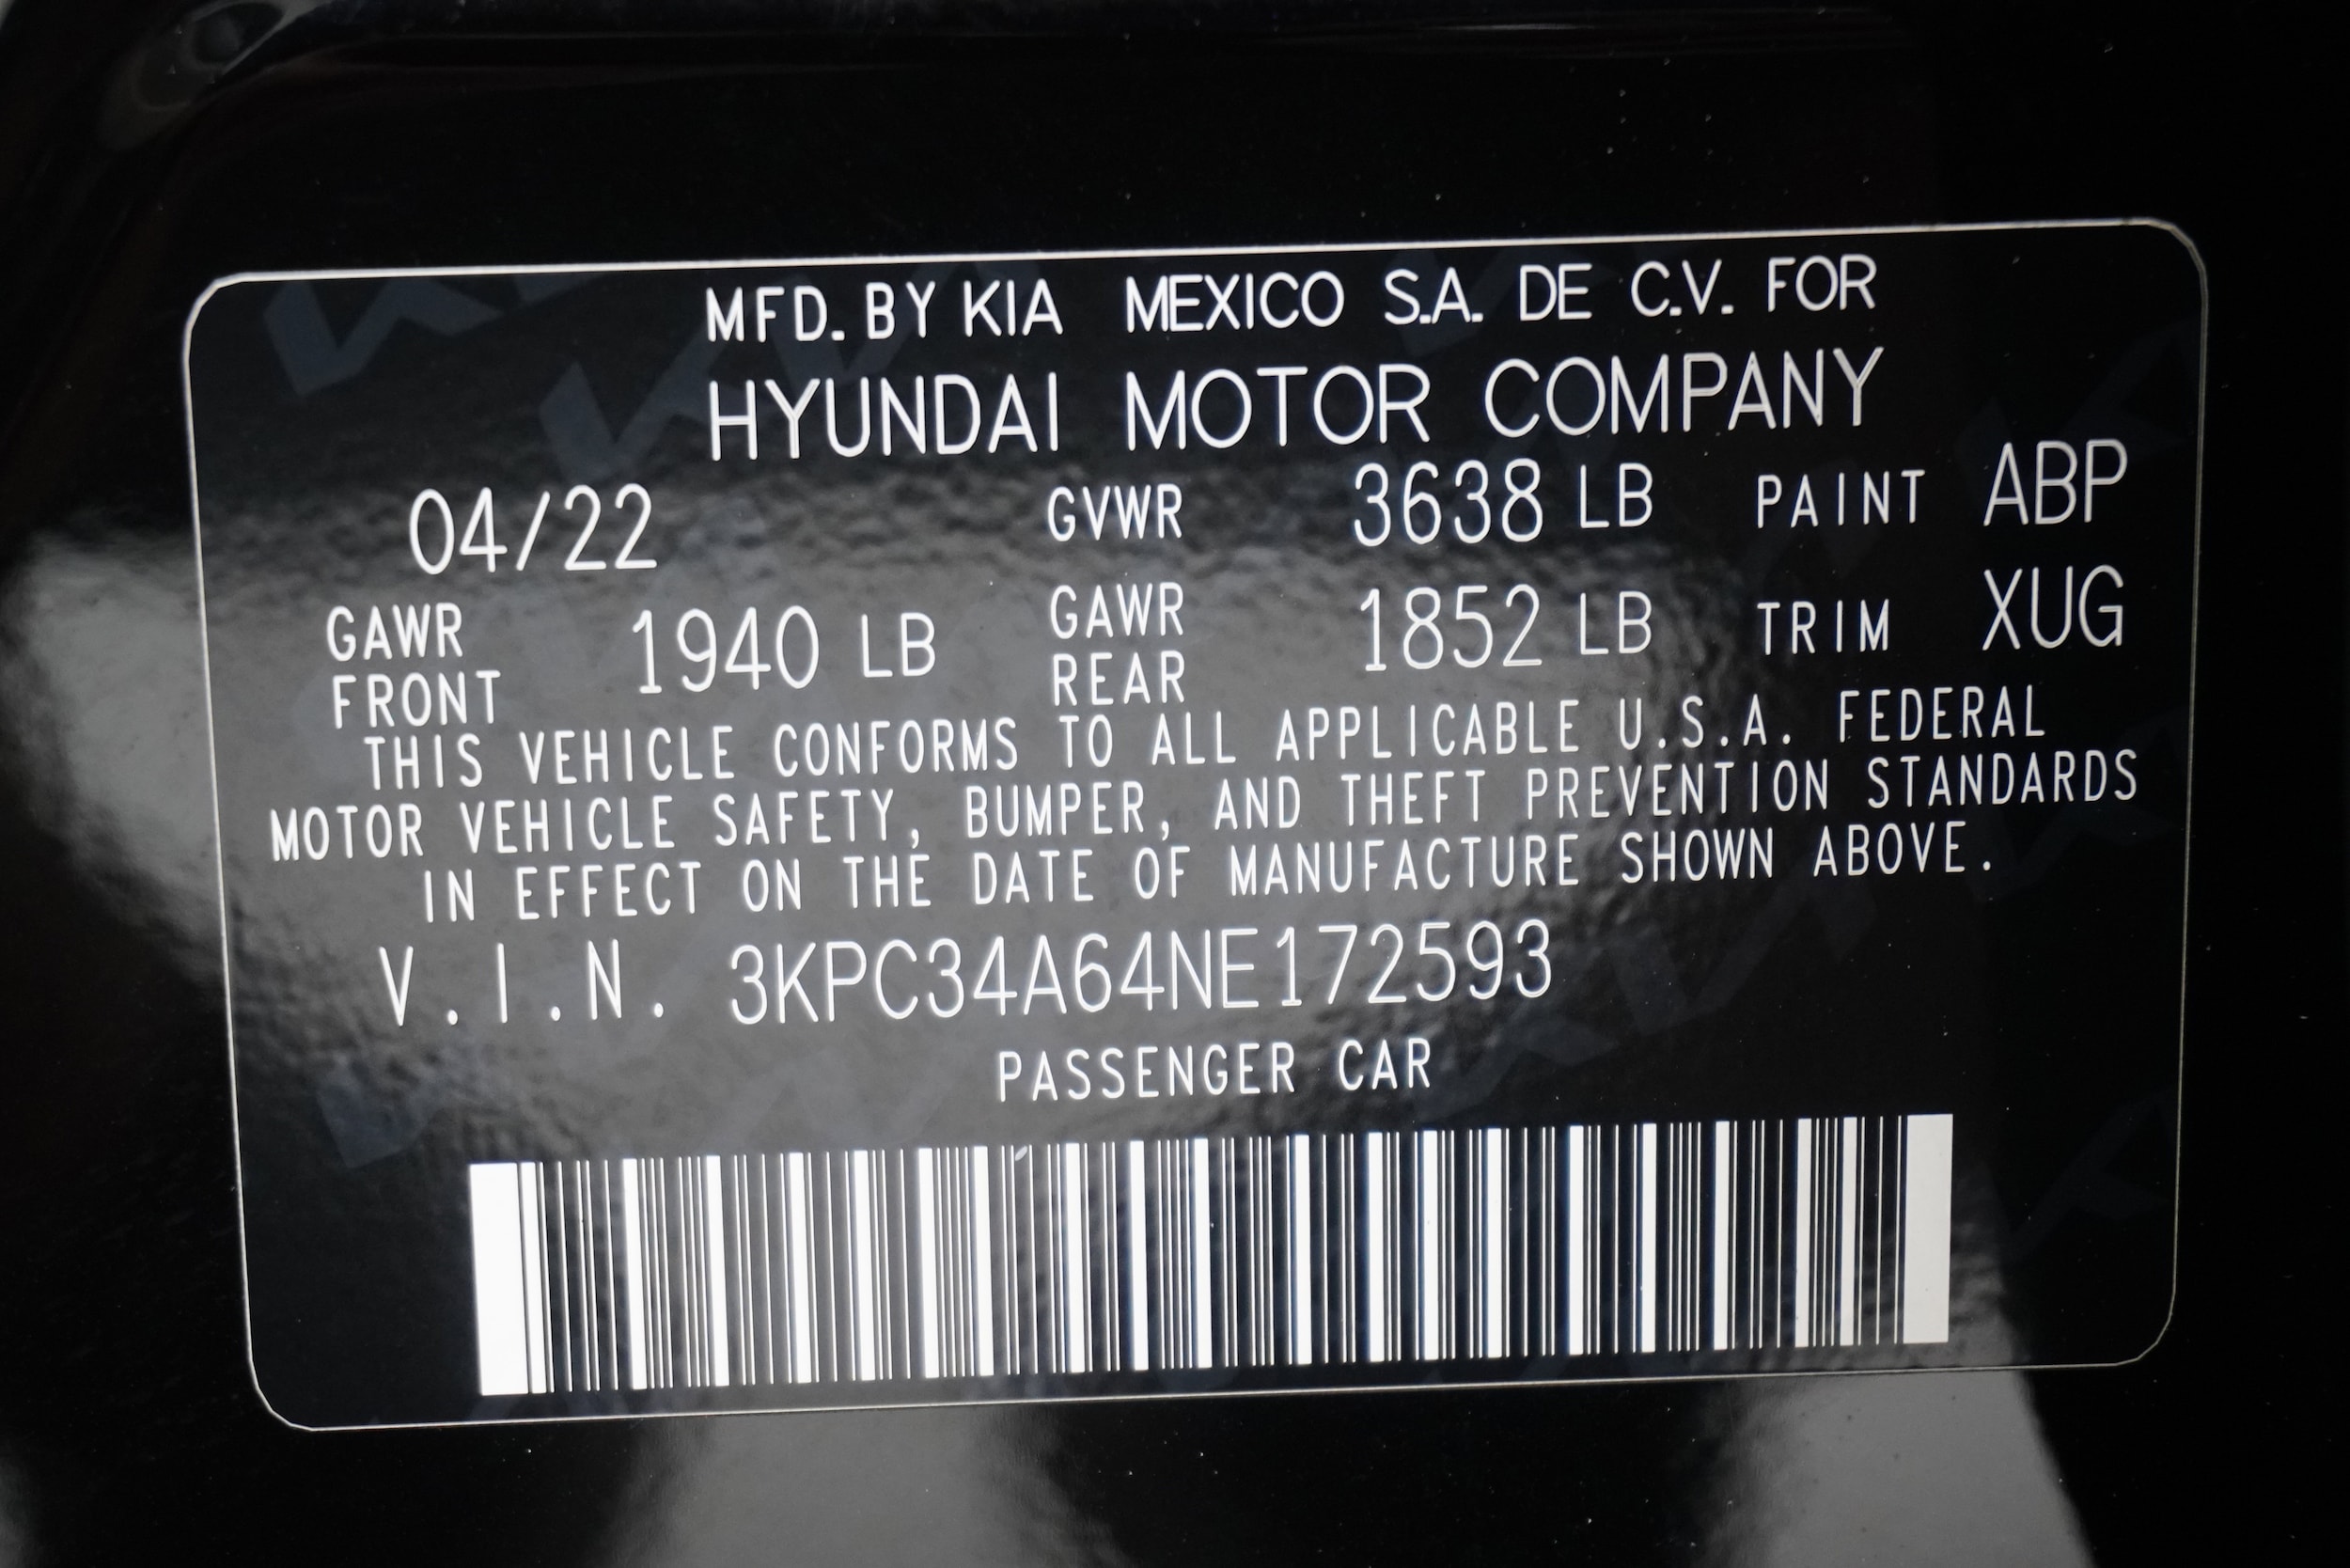 MFD. BY KIA MEXICO S.A. DE C.V. FOR
HYUNDAI MOTOR COMPANY
04/22 GVWR 3638 LB PAINT ABP
GAWR FRONT 1940 LB GAWR REAR 1852 LB TRIM XUG
THIS VEHICLE CONFORMS TO ALL APPLICABLE U.S.A. FEDERAL
MOTOR VEHICLE SAFETY, BUMPER, AND THEFT PREVENTION STANDARDS
IN EFFECT ON THE DATE OF MANUFACTURE SHOWN ABOVE.
V.I.N. 3KPC34A64NE172593
PASSENGER CAR